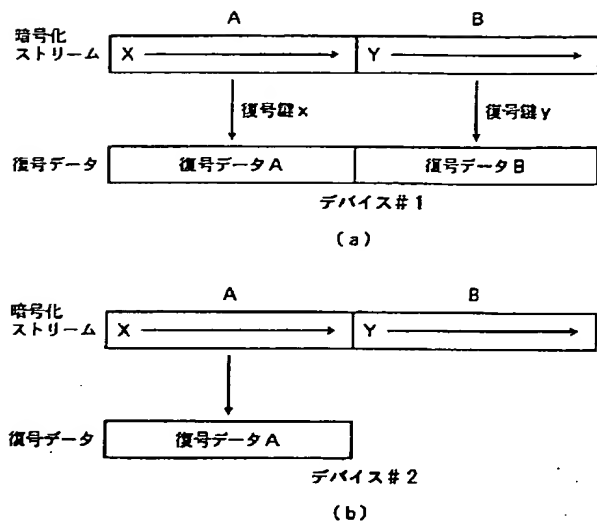 A B
暗号化
ストリーム X Y
復号鍵x 復号鍵y
復号データ 復号データA 復号データB
デバイス#1
(a)
A B
暗号化
ストリーム X Y
復号データ 復号データA
デバイス#2
(b)